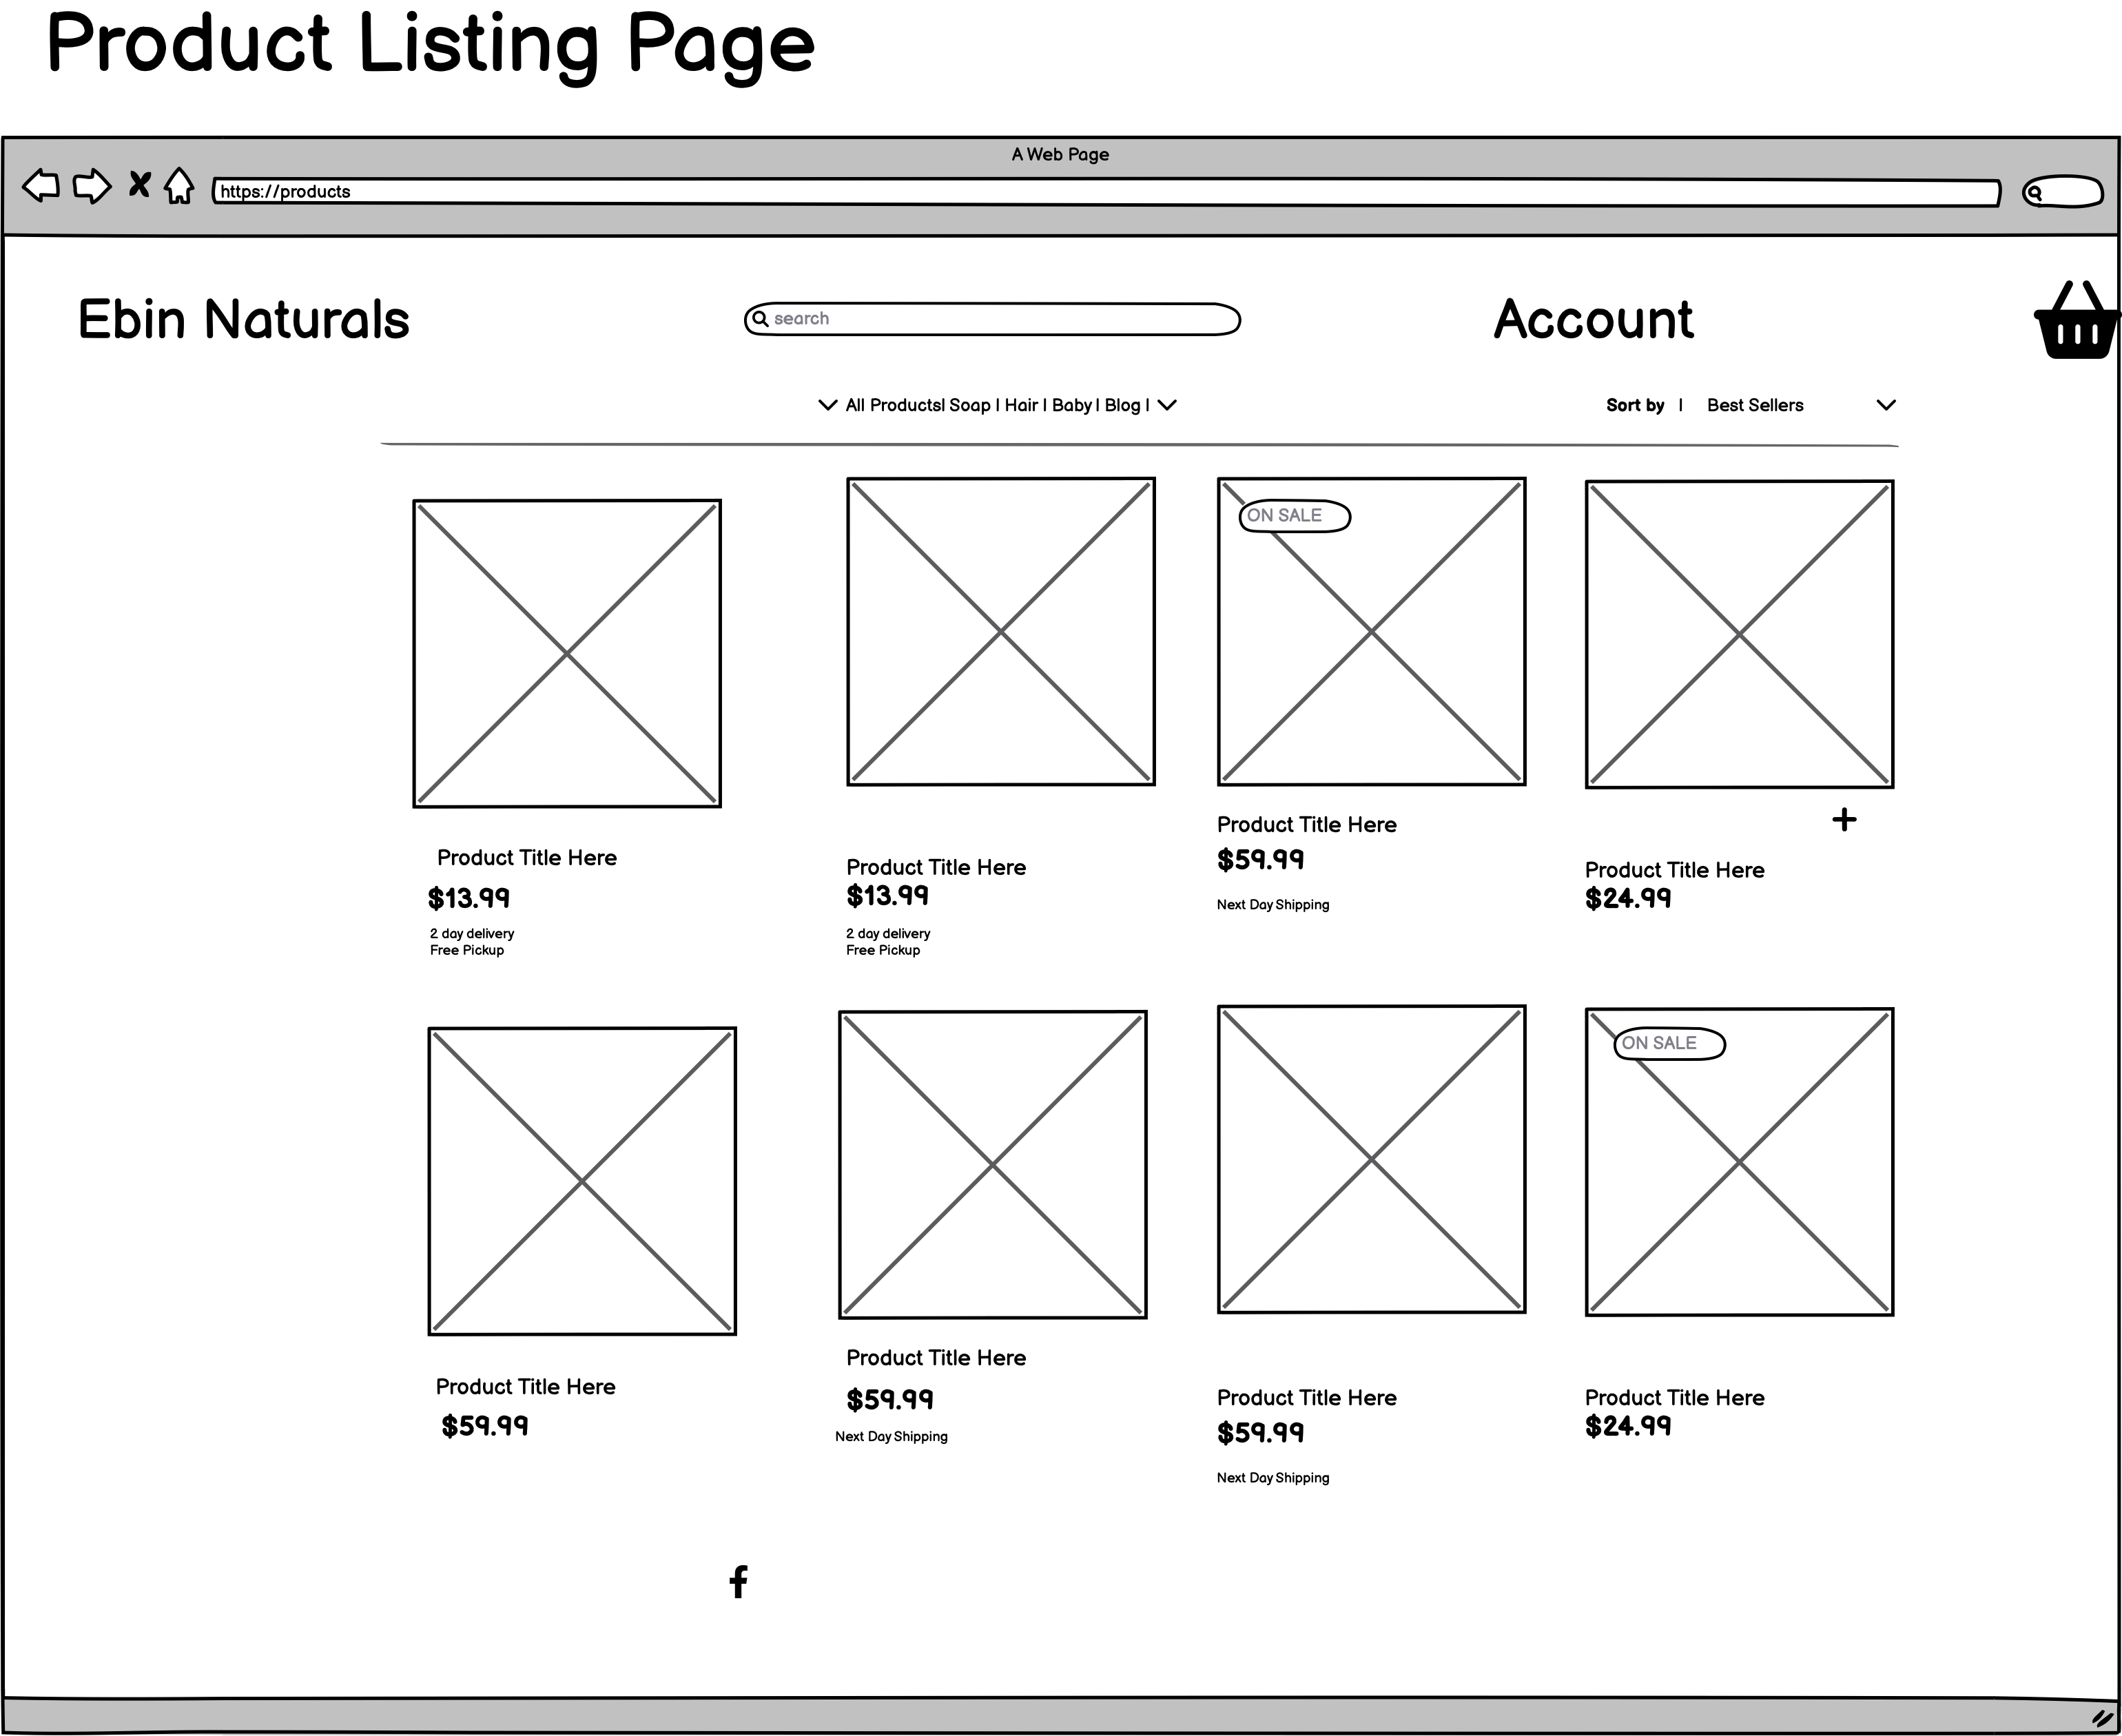 Product Listing Page
A Web Page
https://products
Ebin Naturals
search
Account
All Products| Soap | Hair | Baby | Blog |
Sort by | Best Sellers
ON SALE
Product Title Here
$13.99
2 day delivery
Free Pickup
Product Title Here
$13.99
2 day delivery
Free Pickup
Product Title Here
$59.99
Next Day Shipping
Product Title Here
$24.99
ON SALE
Product Title Here
$59.99
Product Title Here
$59.99
Next Day Shipping
Product Title Here
$59.99
Next Day Shipping
Product Title Here
$24.99